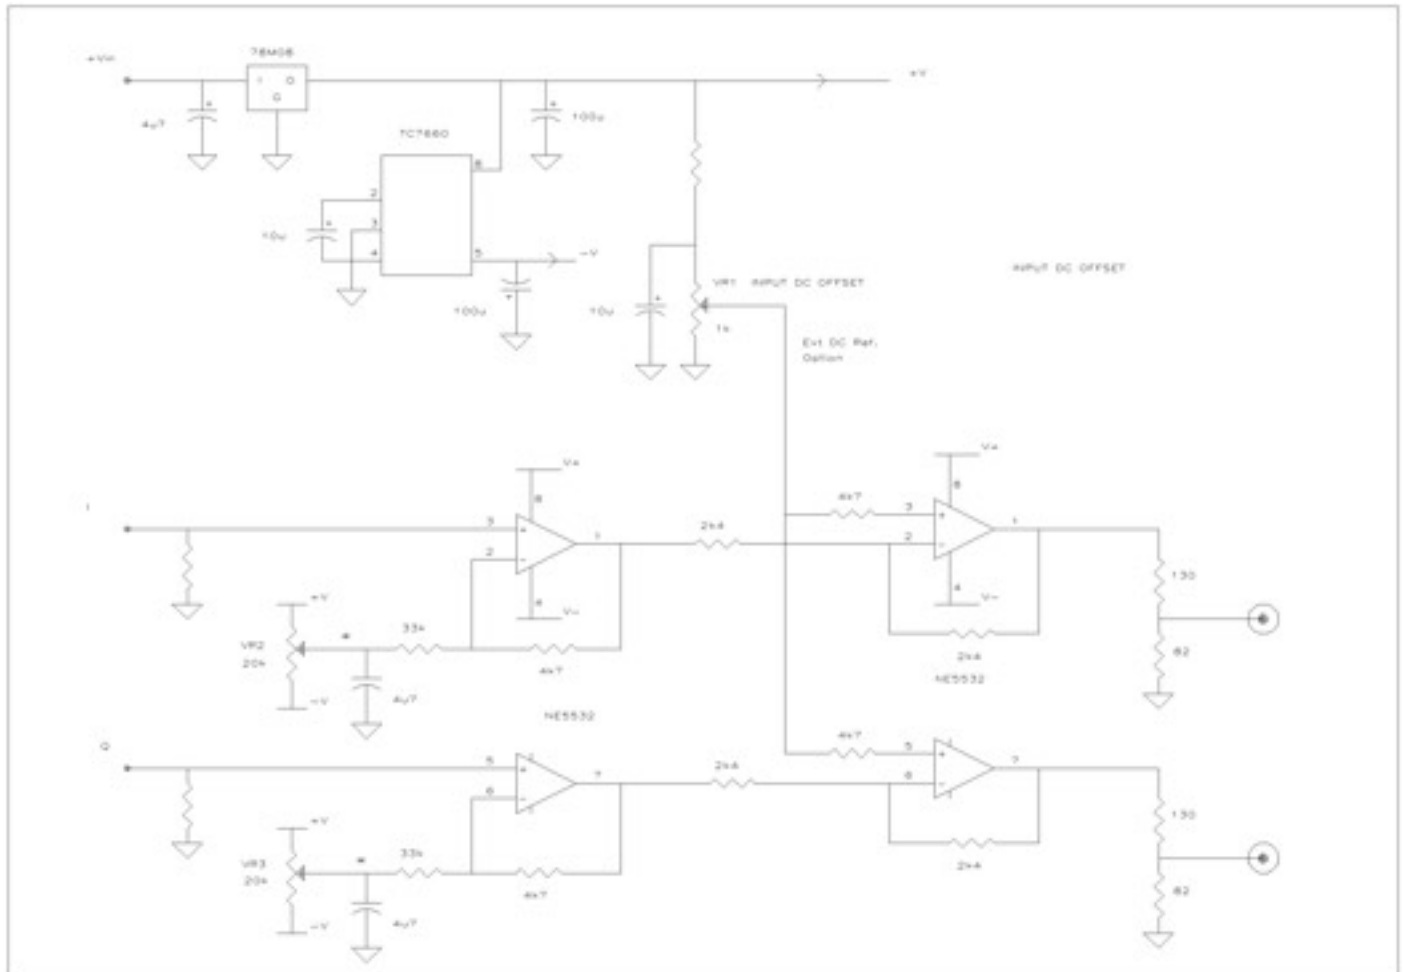 +Vin
78M08
I O
G
+V
4u7
100u
TC7660
8
2
3
10u
4
5
-V
100u
VR1 INPUT DC OFFSET
INPUT DC OFFSET
10u
1k
Ext DC Ref.
Option
V+
V+
8
8
I
3
1
2k4
4k7
3
1
2
2
130
4
V-
4
V-
+V
VR2
20k
*
33k
4k7
2k4
82
-V
4u7
NE5532
NE5532
Q
5
7
2k4
4k7
5
7
6
6
130
+V
VR3
20k
*
33k
4k7
2k4
82
-V
4u7